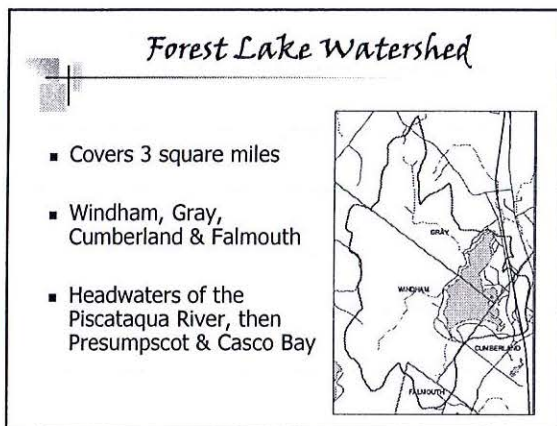 Forest Lake Watershed
▪ Covers 3 square miles
▪ Windham, Gray,
Cumberland & Falmouth
▪ Headwaters of the
Piscataqua River, then
Presumpscot & Casco Bay
GRAY
WINDHAM
CUMBERLAND
FALMOUTH